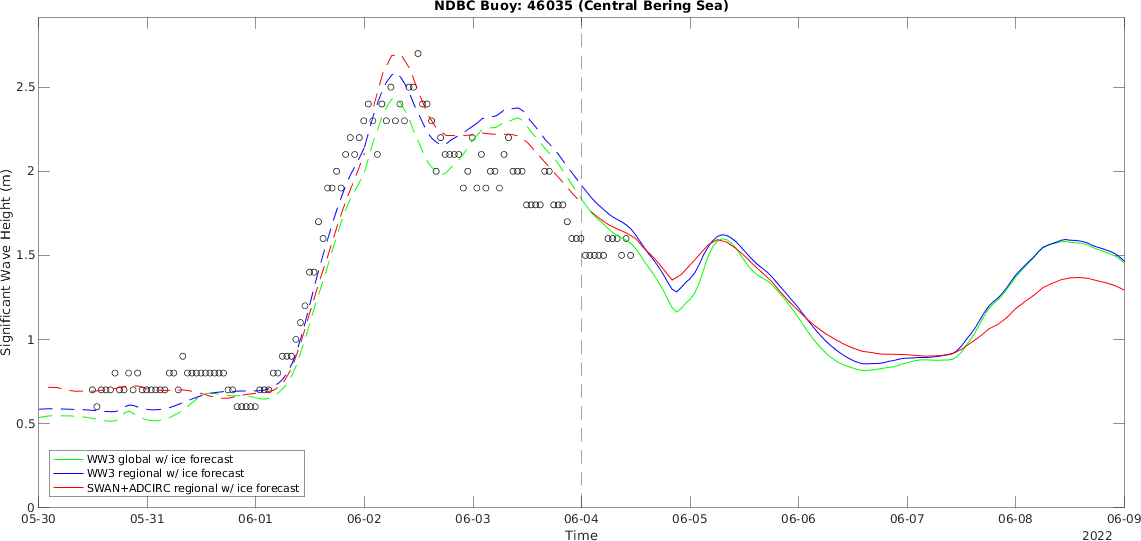 NDBC Buoy: 46035 (Central Bering Sea)
Significant Wave Height (m)
2.5
2
1.5
1
0.5
0
WW3 global w/ ice forecast
WW3 regional w/ ice forecast
SWAN+ADCIRC regional w/ ice forecast
05-30 05-31 06-01 06-02 06-03 06-04 06-05 06-06 06-07 06-08 06-09
Time
2022